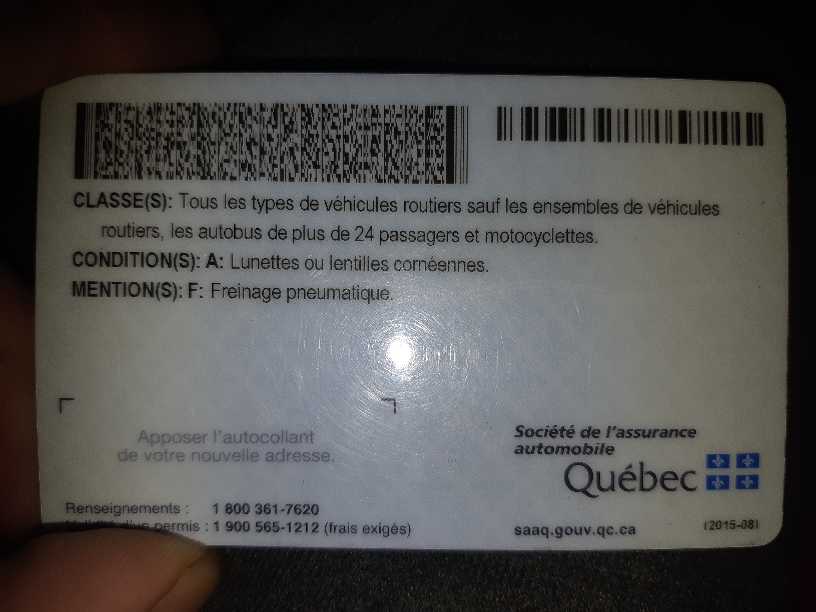 CLASSE(S): Tous les types de véhicules routiers sauf les ensembles de véhicules
routiers, les autobus de plus de 24 passagers et motocyclettes.
CONDITION(S): A: Lunettes ou lentilles cornéennes.
MENTION(S): F: Freinage pneumatique.
Apposer l'autocollant
de votre nouvelle adresse.
Société de l'assurance
automobile
Québec
Renseignements : 1 800 361-7620
permis : 1 900 565-1212 (frais exigés)
saaq.gouv.qc.ca
(2015-08)